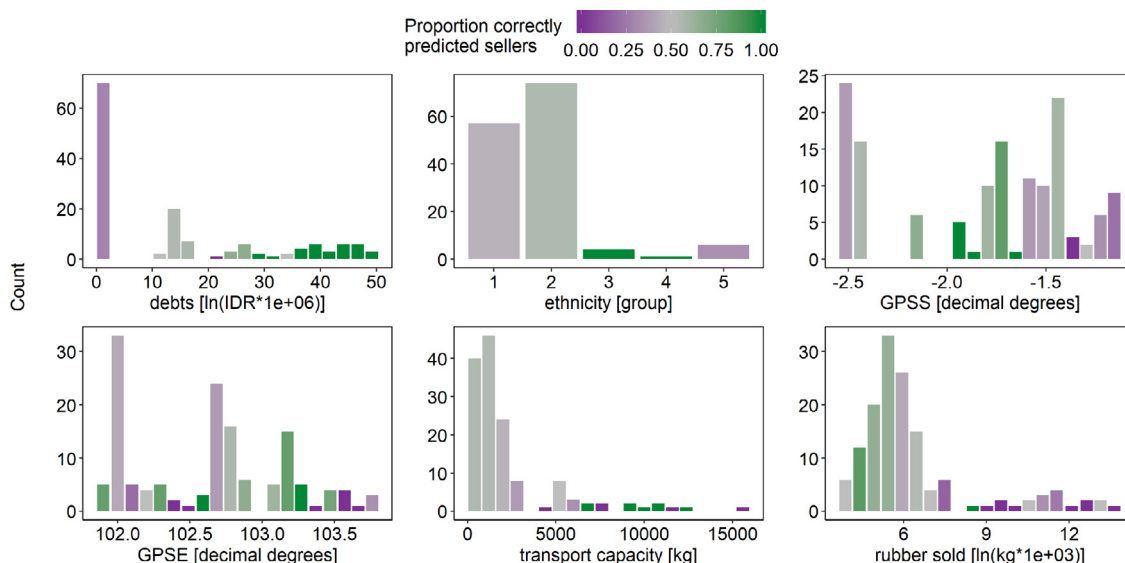 Proportion correctly
predicted sellers
0.00 0.25 0.50 0.75 1.00
Count
60
40
20
0
0 10 20 30 40 50
debts [ln(IDR*1e+06)]
60
40
20
0
1 2 3 4 5
ethnicity [group]
25
20
15
10
5
0
-2.5 -2.0 -1.5
GPSS [decimal degrees]
30
20
10
0
102.0 102.5 103.0 103.5
GPSE [decimal degrees]
40
30
20
10
0
0 5000 10000 15000
transport capacity [kg]
30
20
10
0
6 9 12
rubber sold [ln(kg*1e+03)]